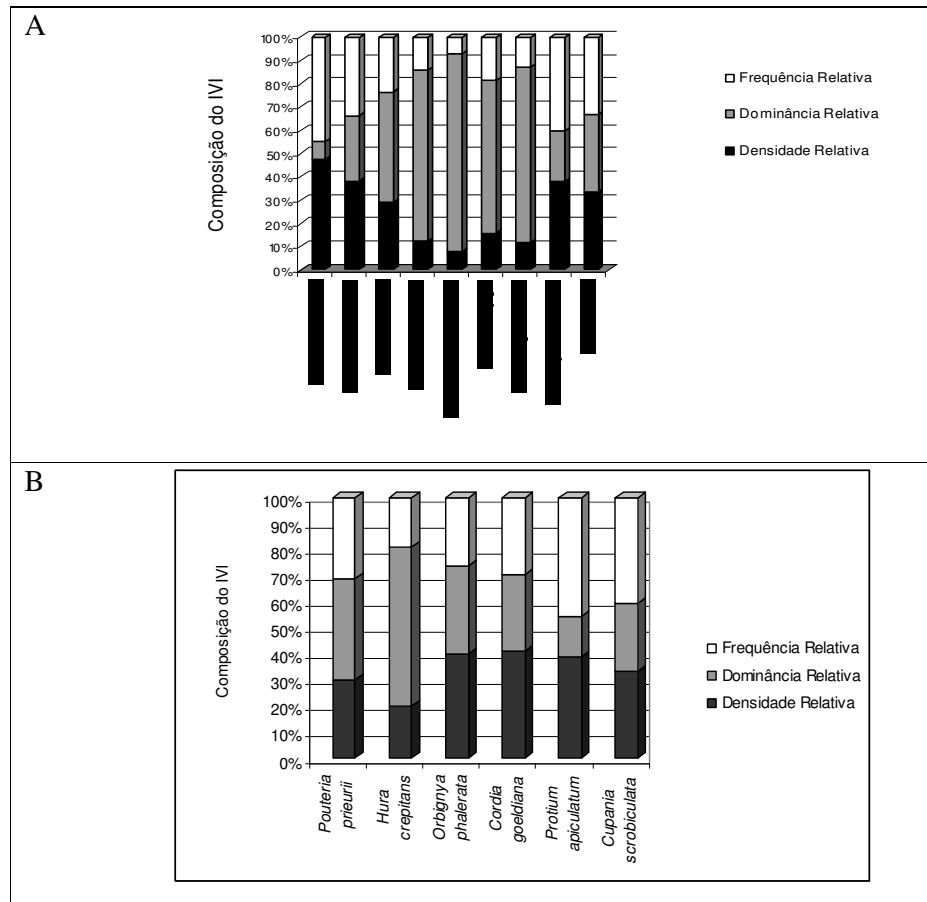 A
100%
90%
80%
70%
60%
50%
40%
30%
20%
10%
0%
Composição do IVI
Frequência Relativa
Dominância Relativa
Densidade Relativa
B
100%
90%
80%
70%
60%
50%
40%
30%
20%
10%
0%
Composição do IVI
Pouteria
prieurii
Hura
crepitans
Orbignya
phalerata
Cordia
goeldiana
Protium
apiculatum
Cupania
scrobiculata
Frequência Relativa
Dominância Relativa
Densidade Relativa